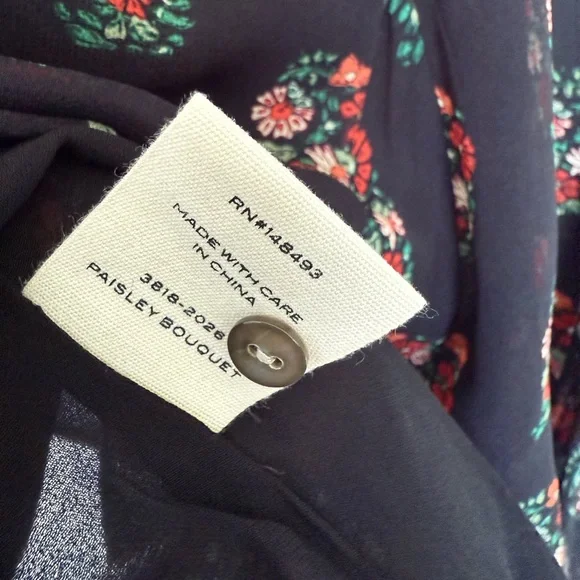 RN#148493
MADE WITH CARE
IN CHINA
3818-2026
PAISLEY BOUQUET